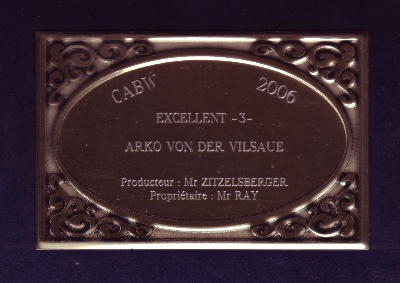 CABW 2006
EXCELLENT -3-
ARKO VON DER VILSAUE
Producteur : Mr ZITZELSBERGER
Propriétaire : Mr RAY